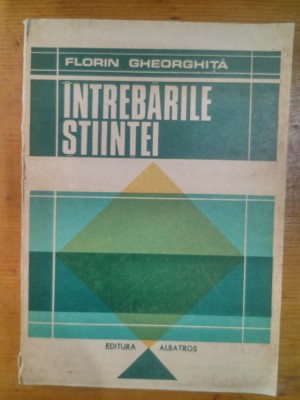 FLORIN GHEORGHIȚĂ
ÎNTREBĂRILE
ȘTIINȚEI
EDITURA ALBATROS